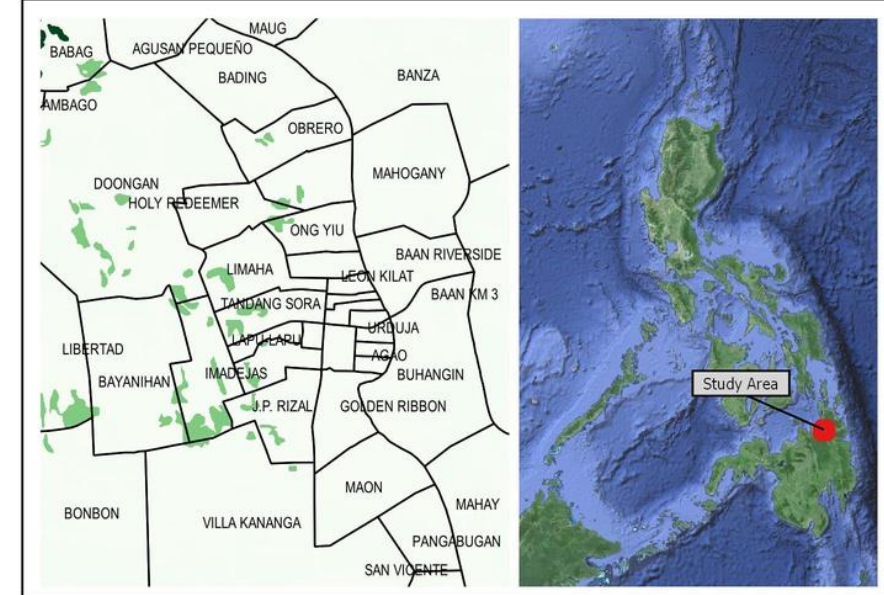 MAUG
BABAG
AGUSAN PEQUEÑO
BADING
BANZA
AMBAGO
OBRERO
MAHOGANY
DOONGAN
HOLY REDEEMER
ONG YIU
BAAN RIVERSIDE
LIMAHA
LEON KILAT
BAAN KM 3
TANDANG SORA
URDUJA
LAPU-LAPU
LIBERTAD
AGAO
IMADEJAS
BUHANGIN
BAYANIHAN
J.P. RIZAL
GOLDEN RIBBON
MAON
MAHAY
BONBON
VILLA KANANGA
PANGABUGAN
SAN VICENTE
Study Area